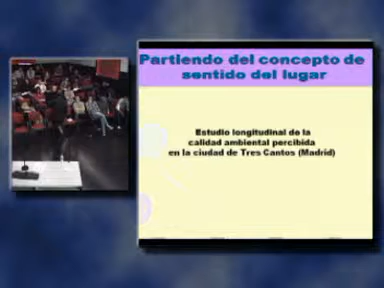 Partiendo del concepto de
sentido del lugar
Estudio longitudinal de la
calidad ambiental percibida
en la ciudad de Tres Cantos (Madrid)